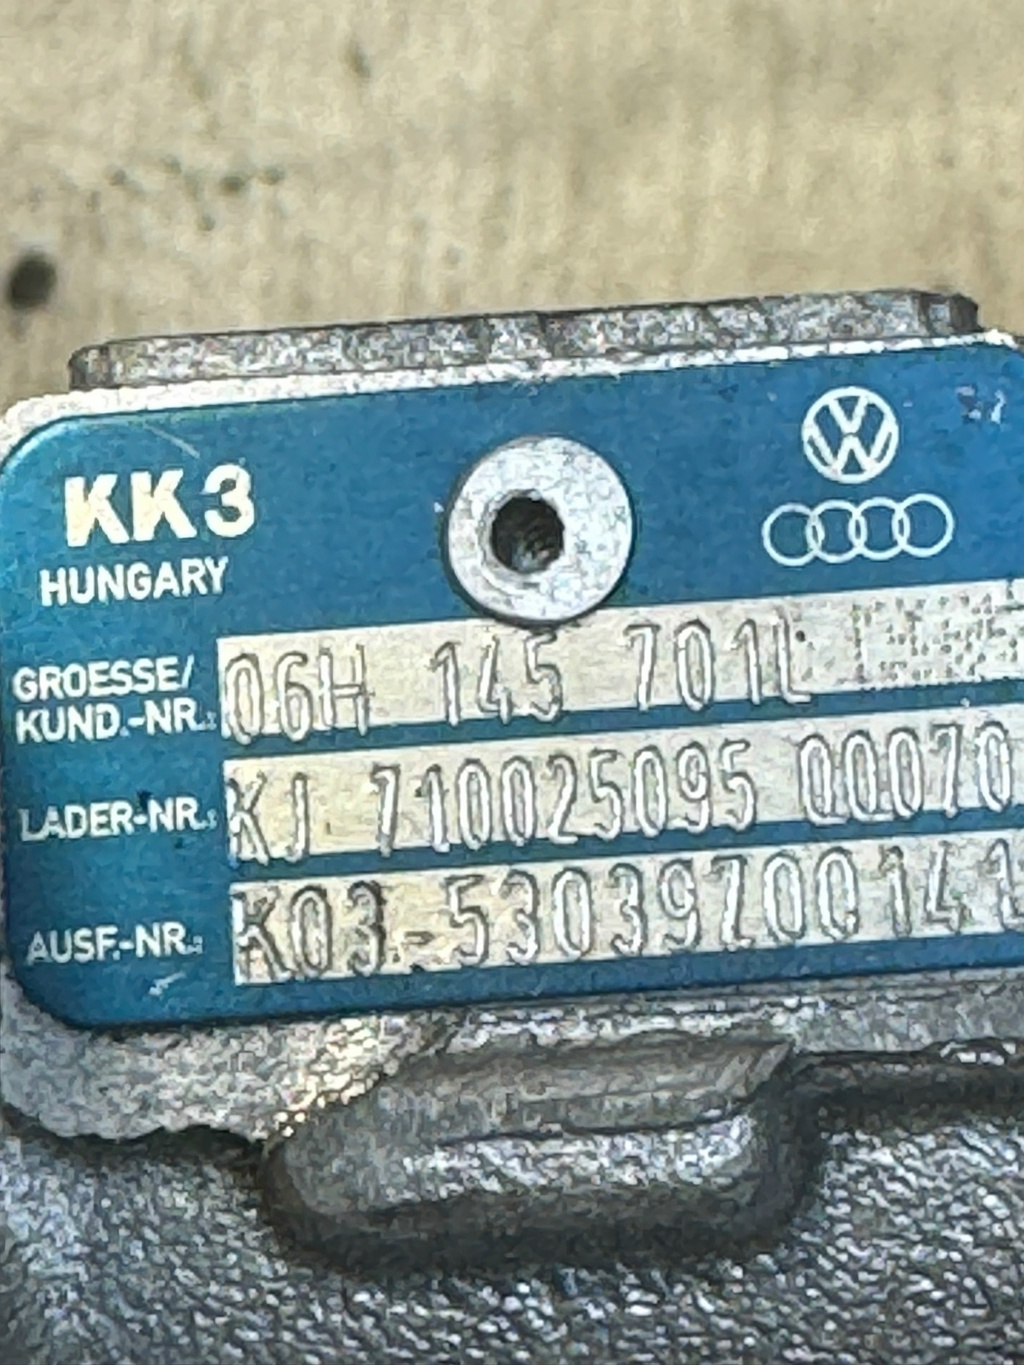 KK3
HUNGARY
GROESSE/
KUND.-NR.: 06H 145 701L
LADER-NR.: KJ 710025095 00070
AUSF.-NR.: K03-53039700141